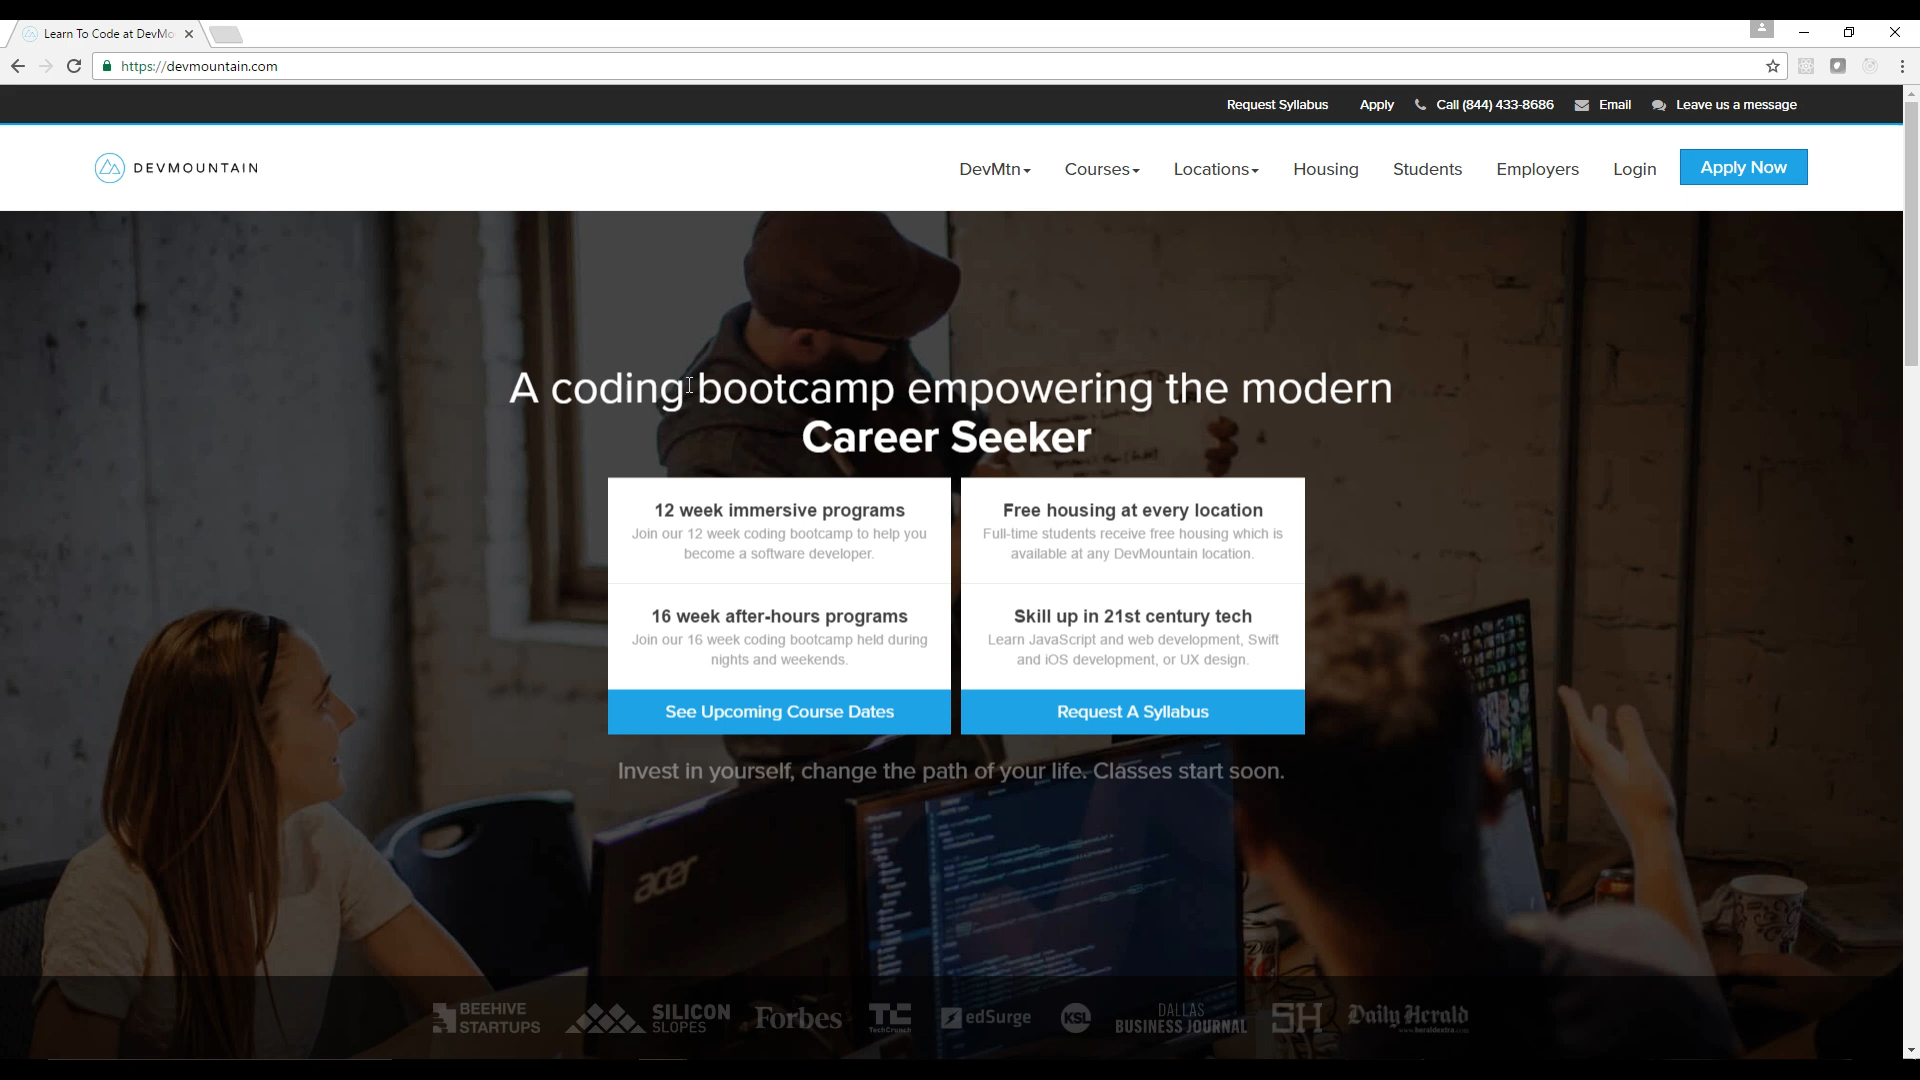 Learn To Code at DevMo
https://devmountain.com
Request Syllabus Apply Call (844) 433-8686 Email Leave us a message
DEVMOUNTAIN
DevMtn Courses Locations Housing Students Employers Login Apply Now
A coding bootcamp empowering the modern
Career Seeker
12 week immersive programs
Join our 12 week coding bootcamp to help you
become a software developer.
Free housing at every location
Full-time students receive free housing which is
available at any DevMountain location.
16 week after-hours programs
Join our 16 week coding bootcamp held during
nights and weekends.
Skill up in 21st century tech
Learn JavaScript and web development, Swift
and iOS development, or UX design.
See Upcoming Course Dates
Request A Syllabus
Invest in yourself, change the path of your life. Classes start soon.
acer
BEEHIVE
STARTUPS
SILICON
SLOPES
Forbes
TC
TechCrunch
edSurge
KSL
DALLAS
BUSINESS JOURNAL
SH
Daily Herald
www.heraldextra.com